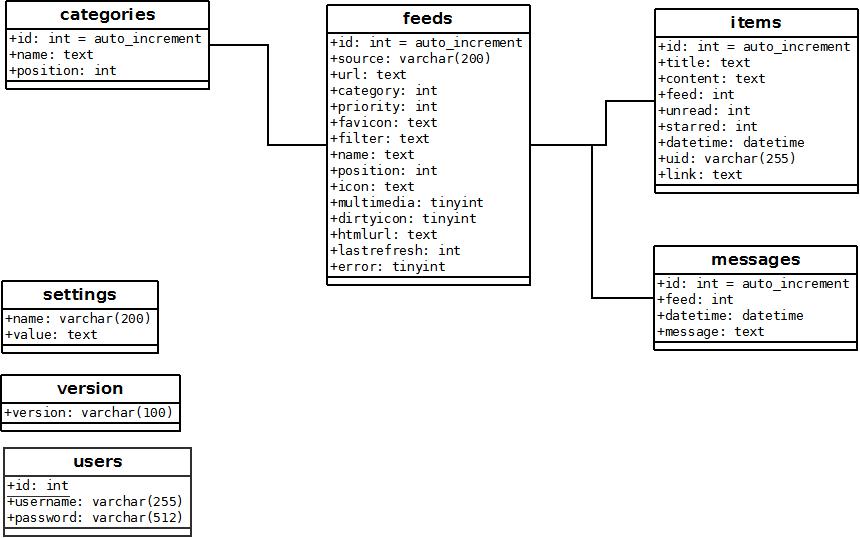 categories
+id: int = auto_increment
+name: text
+position: int
feeds
+id: int = auto_increment
+source: varchar(200)
+url: text
+category: int
+priority: int
+favicon: text
+filter: text
+name: text
+position: int
+icon: text
+multimedia: tinyint
+dirtyicon: tinyint
+htmlurl: text
+lastrefresh: int
+error: tinyint
items
+id: int = auto_increment
+title: text
+content: text
+feed: int
+unread: int
+starred: int
+datetime: datetime
+uid: varchar(255)
+link: text
messages
+id: int = auto_increment
+feed: int
+datetime: datetime
+message: text
settings
+name: varchar(200)
+value: text
version
+version: varchar(100)
users
+id: int
+username: varchar(255)
+password: varchar(512)